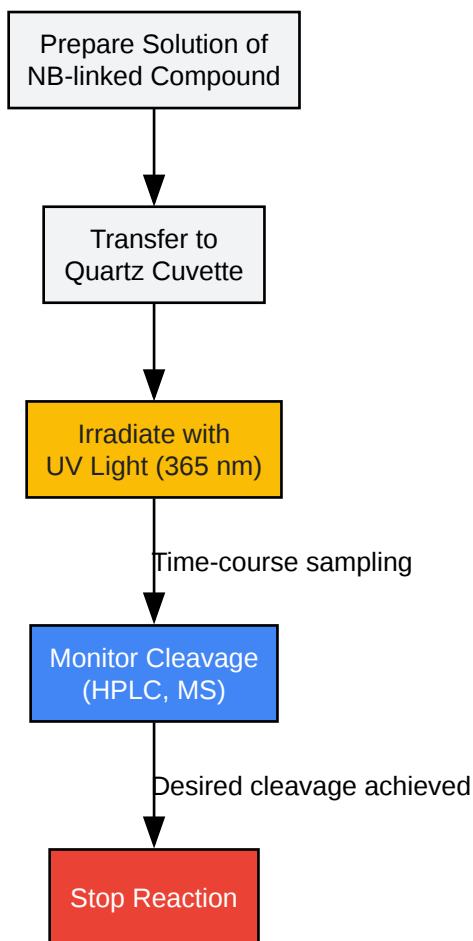 Prepare Solution of
NB-linked Compound
Transfer to
Quartz Cuvette
Irradiate with
UV Light (365 nm)
Time-course sampling
Monitor Cleavage
(HPLC, MS)
Desired cleavage achieved
Stop Reaction